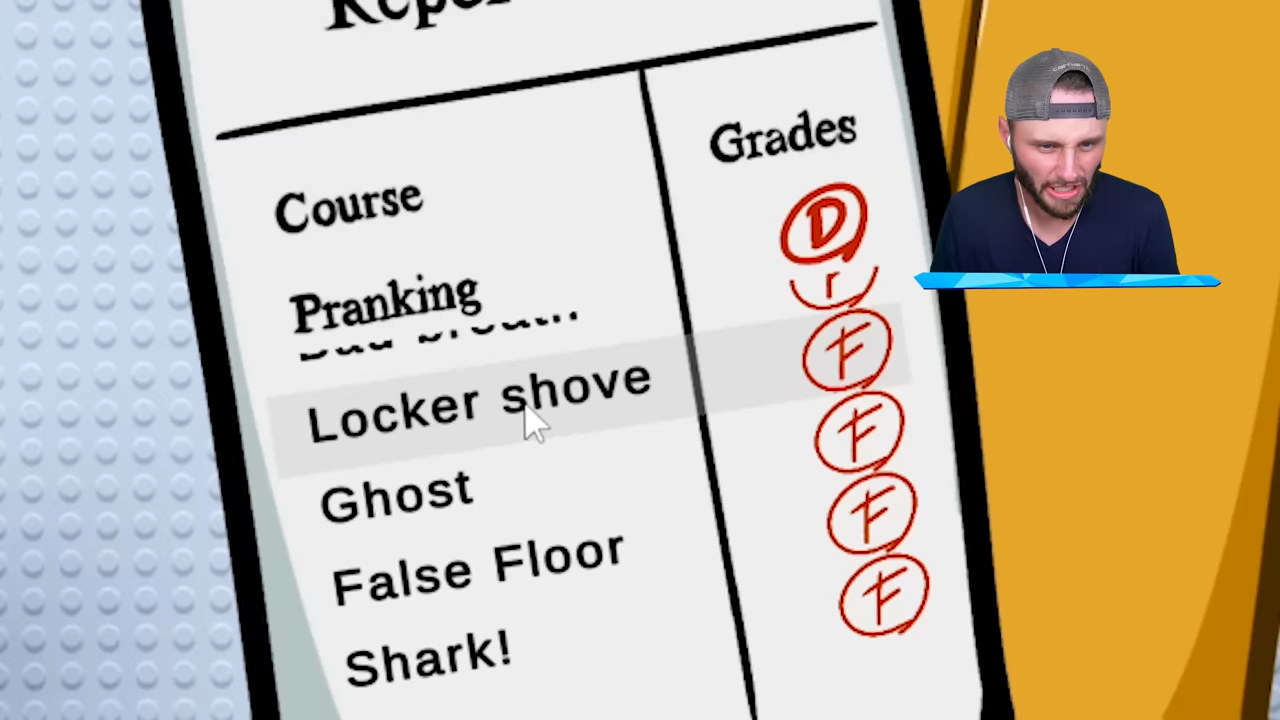 Course
Grades
Pranking D
Locker shove F
Ghost F
False Floor F
Shark! F